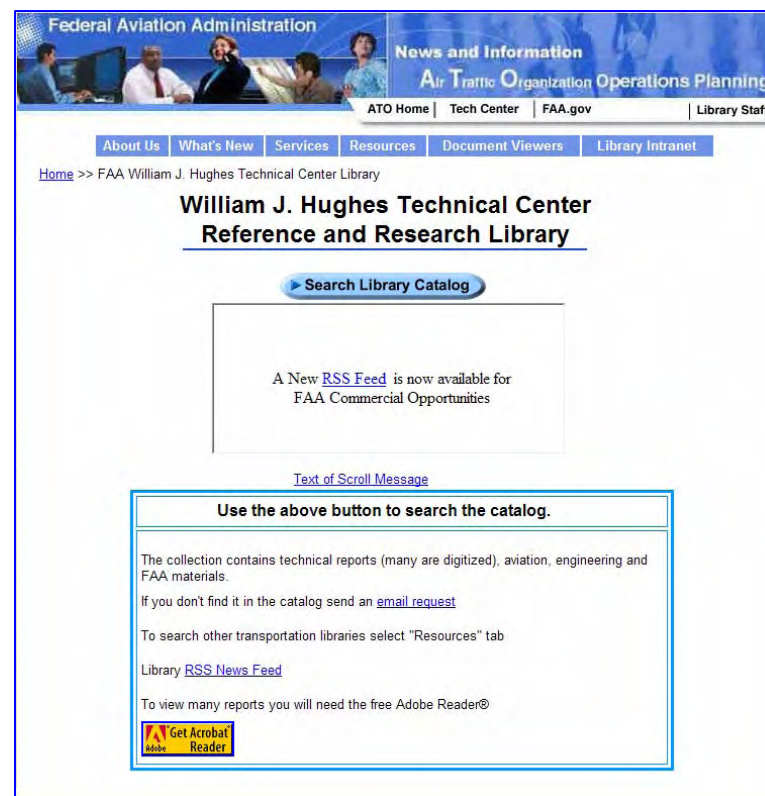 Federal Aviation Administration
News and Information
Air Traffic Organization Operations Planning
ATO Home | Tech Center | FAA.gov | Library Staf
About Us What's New Services Resources Document Viewers Library Intranet
Home >> FAA William J. Hughes Technical Center Library
William J. Hughes Technical Center
Reference and Research Library
Search Library Catalog
A New RSS Feed is now available for
FAA Commercial Opportunities
Text of Scroll Message
Use the above button to search the catalog.
The collection contains technical reports (many are digitized), aviation, engineering and
FAA materials.
If you don't find it in the catalog send an email request
To search other transportation libraries select "Resources" tab
Library RSS News Feed
To view many reports you will need the free Adobe Reader®
Get Acrobat®
Adobe Reader